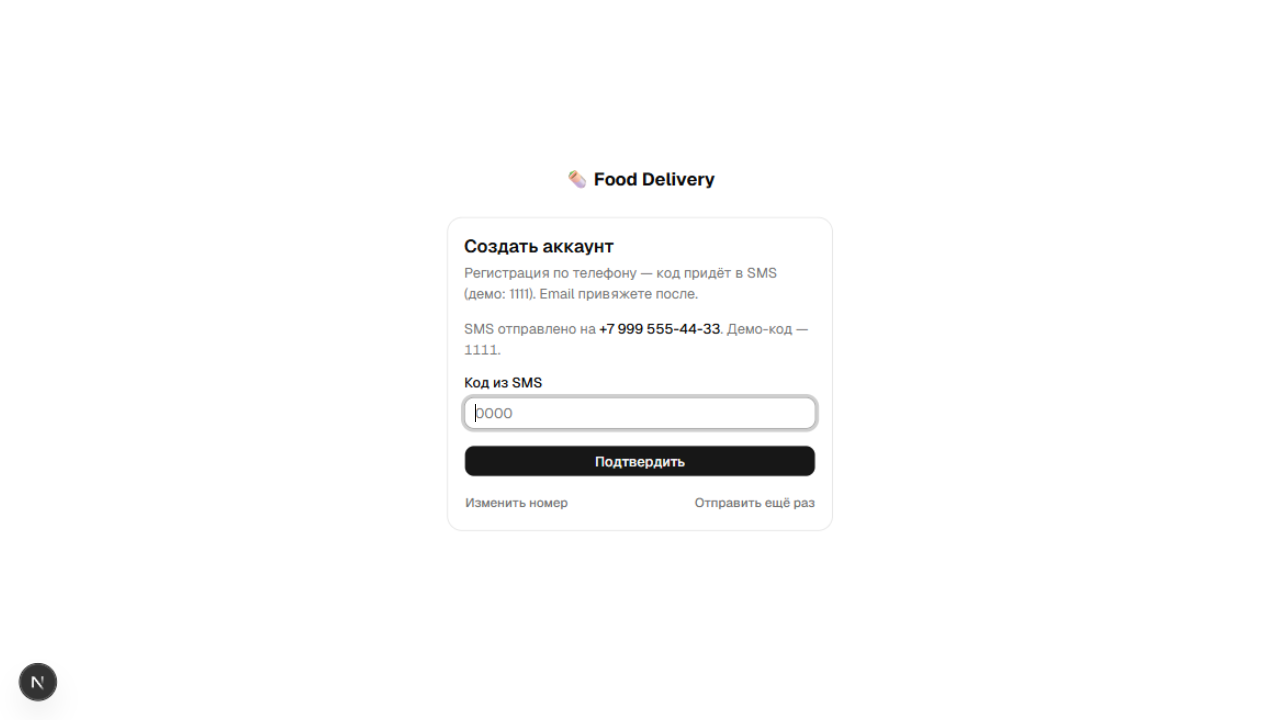 Food Delivery
Создать аккаунт
Регистрация по телефону — код придёт в SMS
(демо: 1111). Email привяжете после.
SMS отправлено на +7 999 555-44-33. Демо-код —
1111.
Код из SMS
0000
Подтвердить
Изменить номер
Отправить ещё раз
N